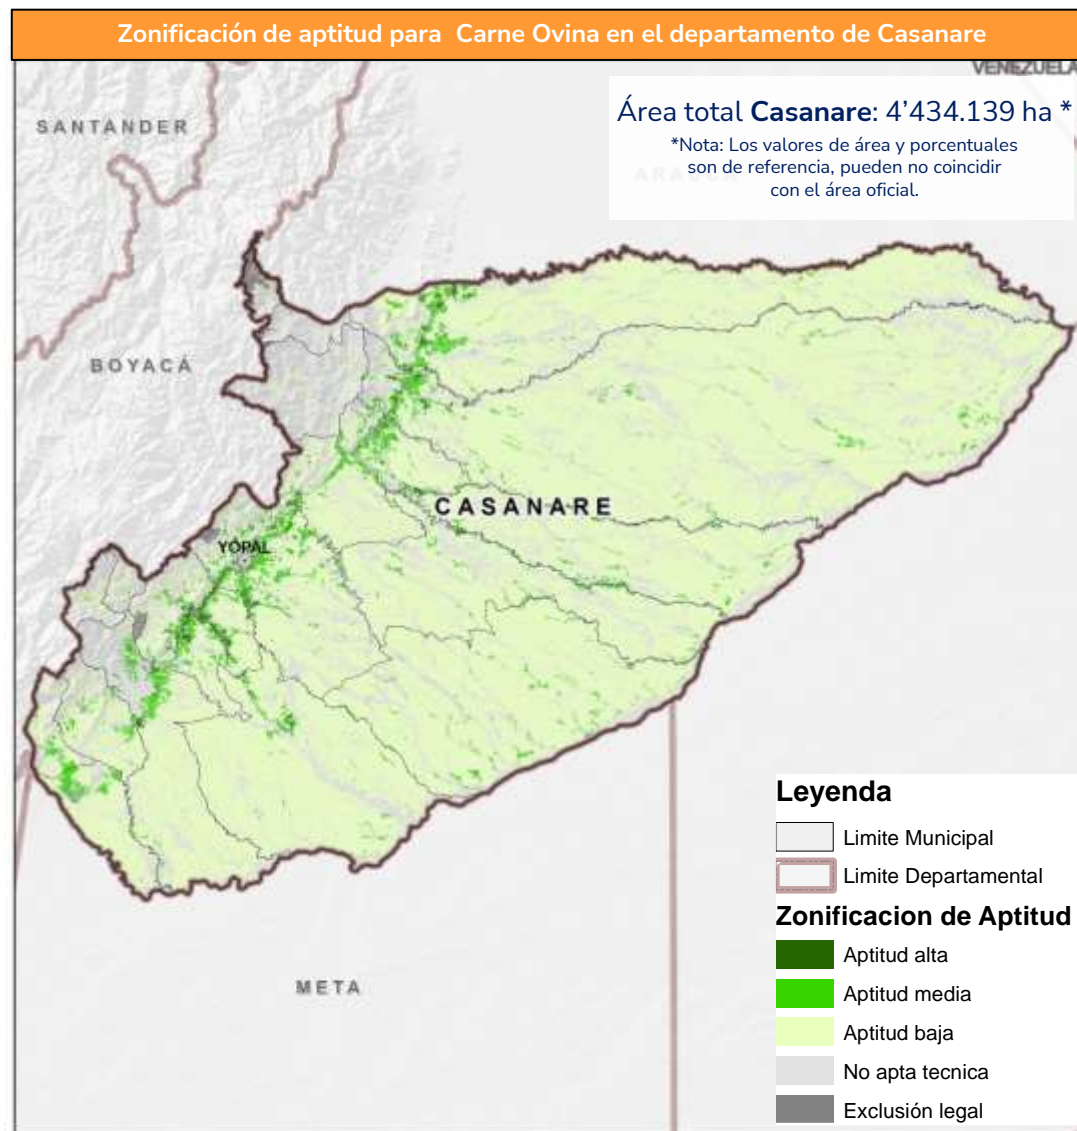 Zonificación de aptitud para Carne Ovina en el departamento de Casanare
VENEZUELA
SANTANDER
Área total Casanare: 4’434.139 ha *
*Nota: Los valores de área y porcentuales
son de referencia, pueden no coincidir
con el área oficial.
ARAUCA
BOYACÁ
CASANARE
YOPAL
META
Leyenda
Limite Municipal
Limite Departamental
Zonificacion de Aptitud
Aptitud alta
Aptitud media
Aptitud baja
No apta tecnica
Exclusión legal